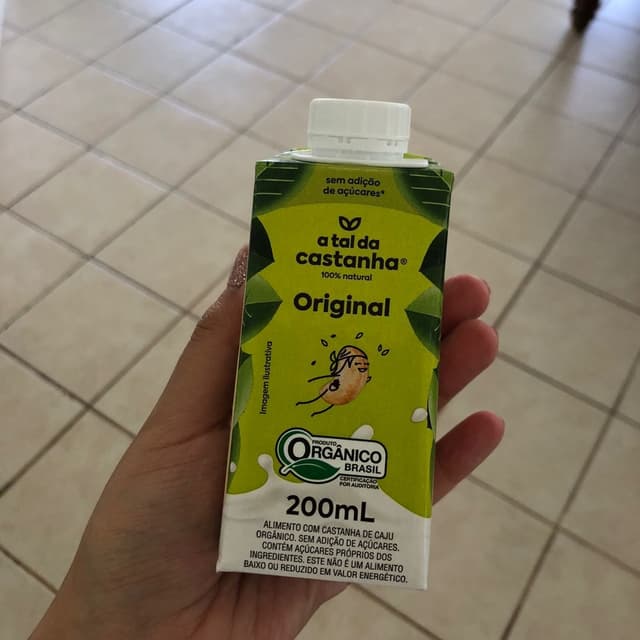 sem adição
de açúcares*
a tal da
castanha®
100% natural
Original
Imagem ilustrativa
PRODUTO
ORGÂNICO
BRASIL
CERTIFICAÇÃO
POR AUDITORIA
200mL
ALIMENTO COM CASTANHA DE CAJU
ORGÂNICO. SEM ADIÇÃO DE AÇÚCARES.
CONTÉM AÇÚCARES PRÓPRIOS DOS
INGREDIENTES. ESTE NÃO É UM ALIMENTO
BAIXO OU REDUZIDO EM VALOR ENERGÉTICO.